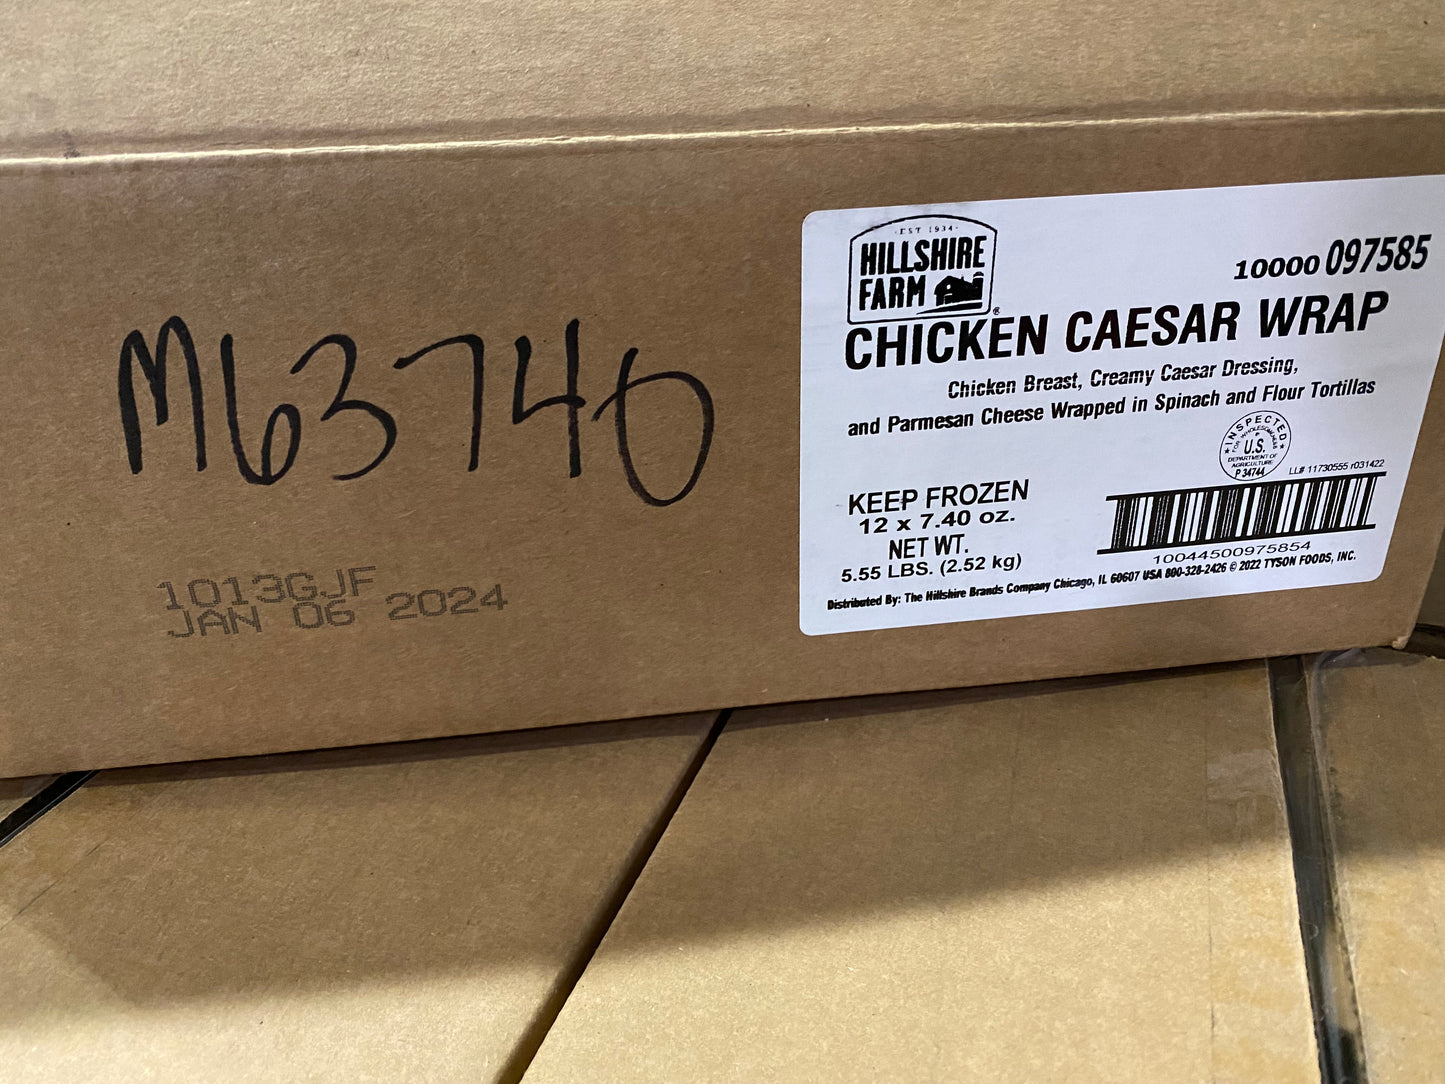 M63740
1013GJF
JAN 06 2024
·EST 1934·
HILLSHIRE
FARM®
10000 097585
CHICKEN CAESAR WRAP
Chicken Breast, Creamy Caesar Dressing,
and Parmesan Cheese Wrapped in Spinach and Flour Tortillas
INSPECTED
FOR WHOLESOMENESS
BY
U.S.
DEPARTMENT OF
AGRICULTURE
P 34744
LL# 11730555 r031422
KEEP FROZEN
12 x 7.40 oz.
NET WT.
5.55 LBS. (2.52 kg)
10044500975854
Distributed By: The Hillshire Brands Company Chicago, IL 60607 USA 800-328-2426 © 2022 TYSON FOODS, INC.